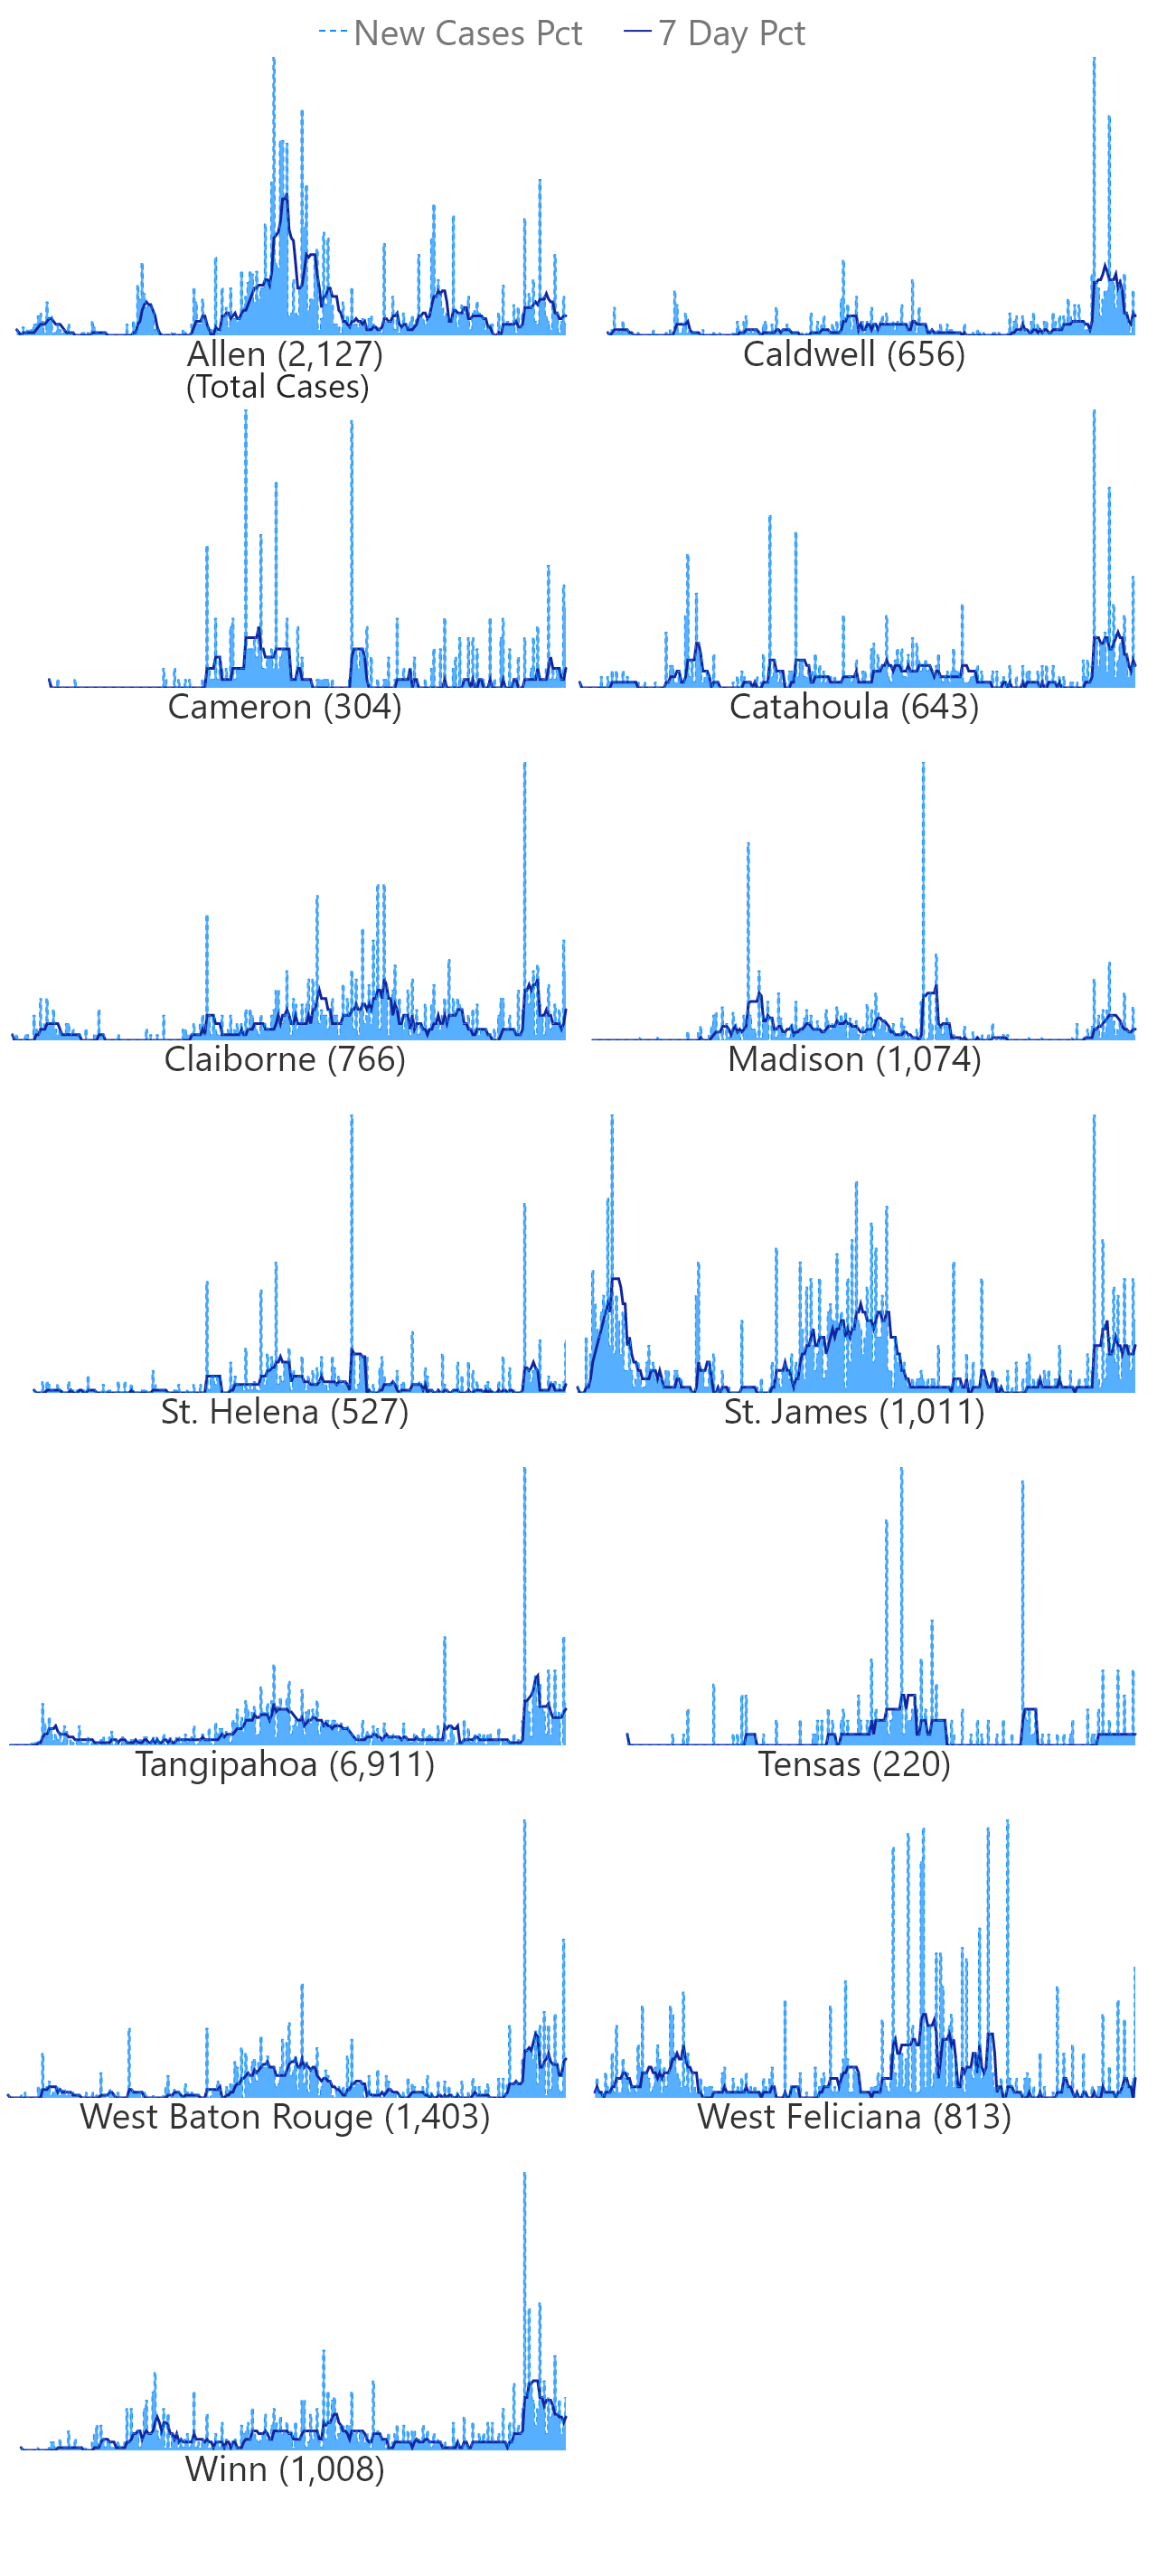 New Cases Pct 7 Day Pct
Allen (2,127) Caldwell (656)
(Total Cases)
Cameron (304) Catahoula (643)
Claiborne (766) Madison (1,074)
St. Helena (527) St. James (1,011)
Tangipahoa (6,911) Tensas (220)
West Baton Rouge (1,403) West Feliciana (813)
Winn (1,008)